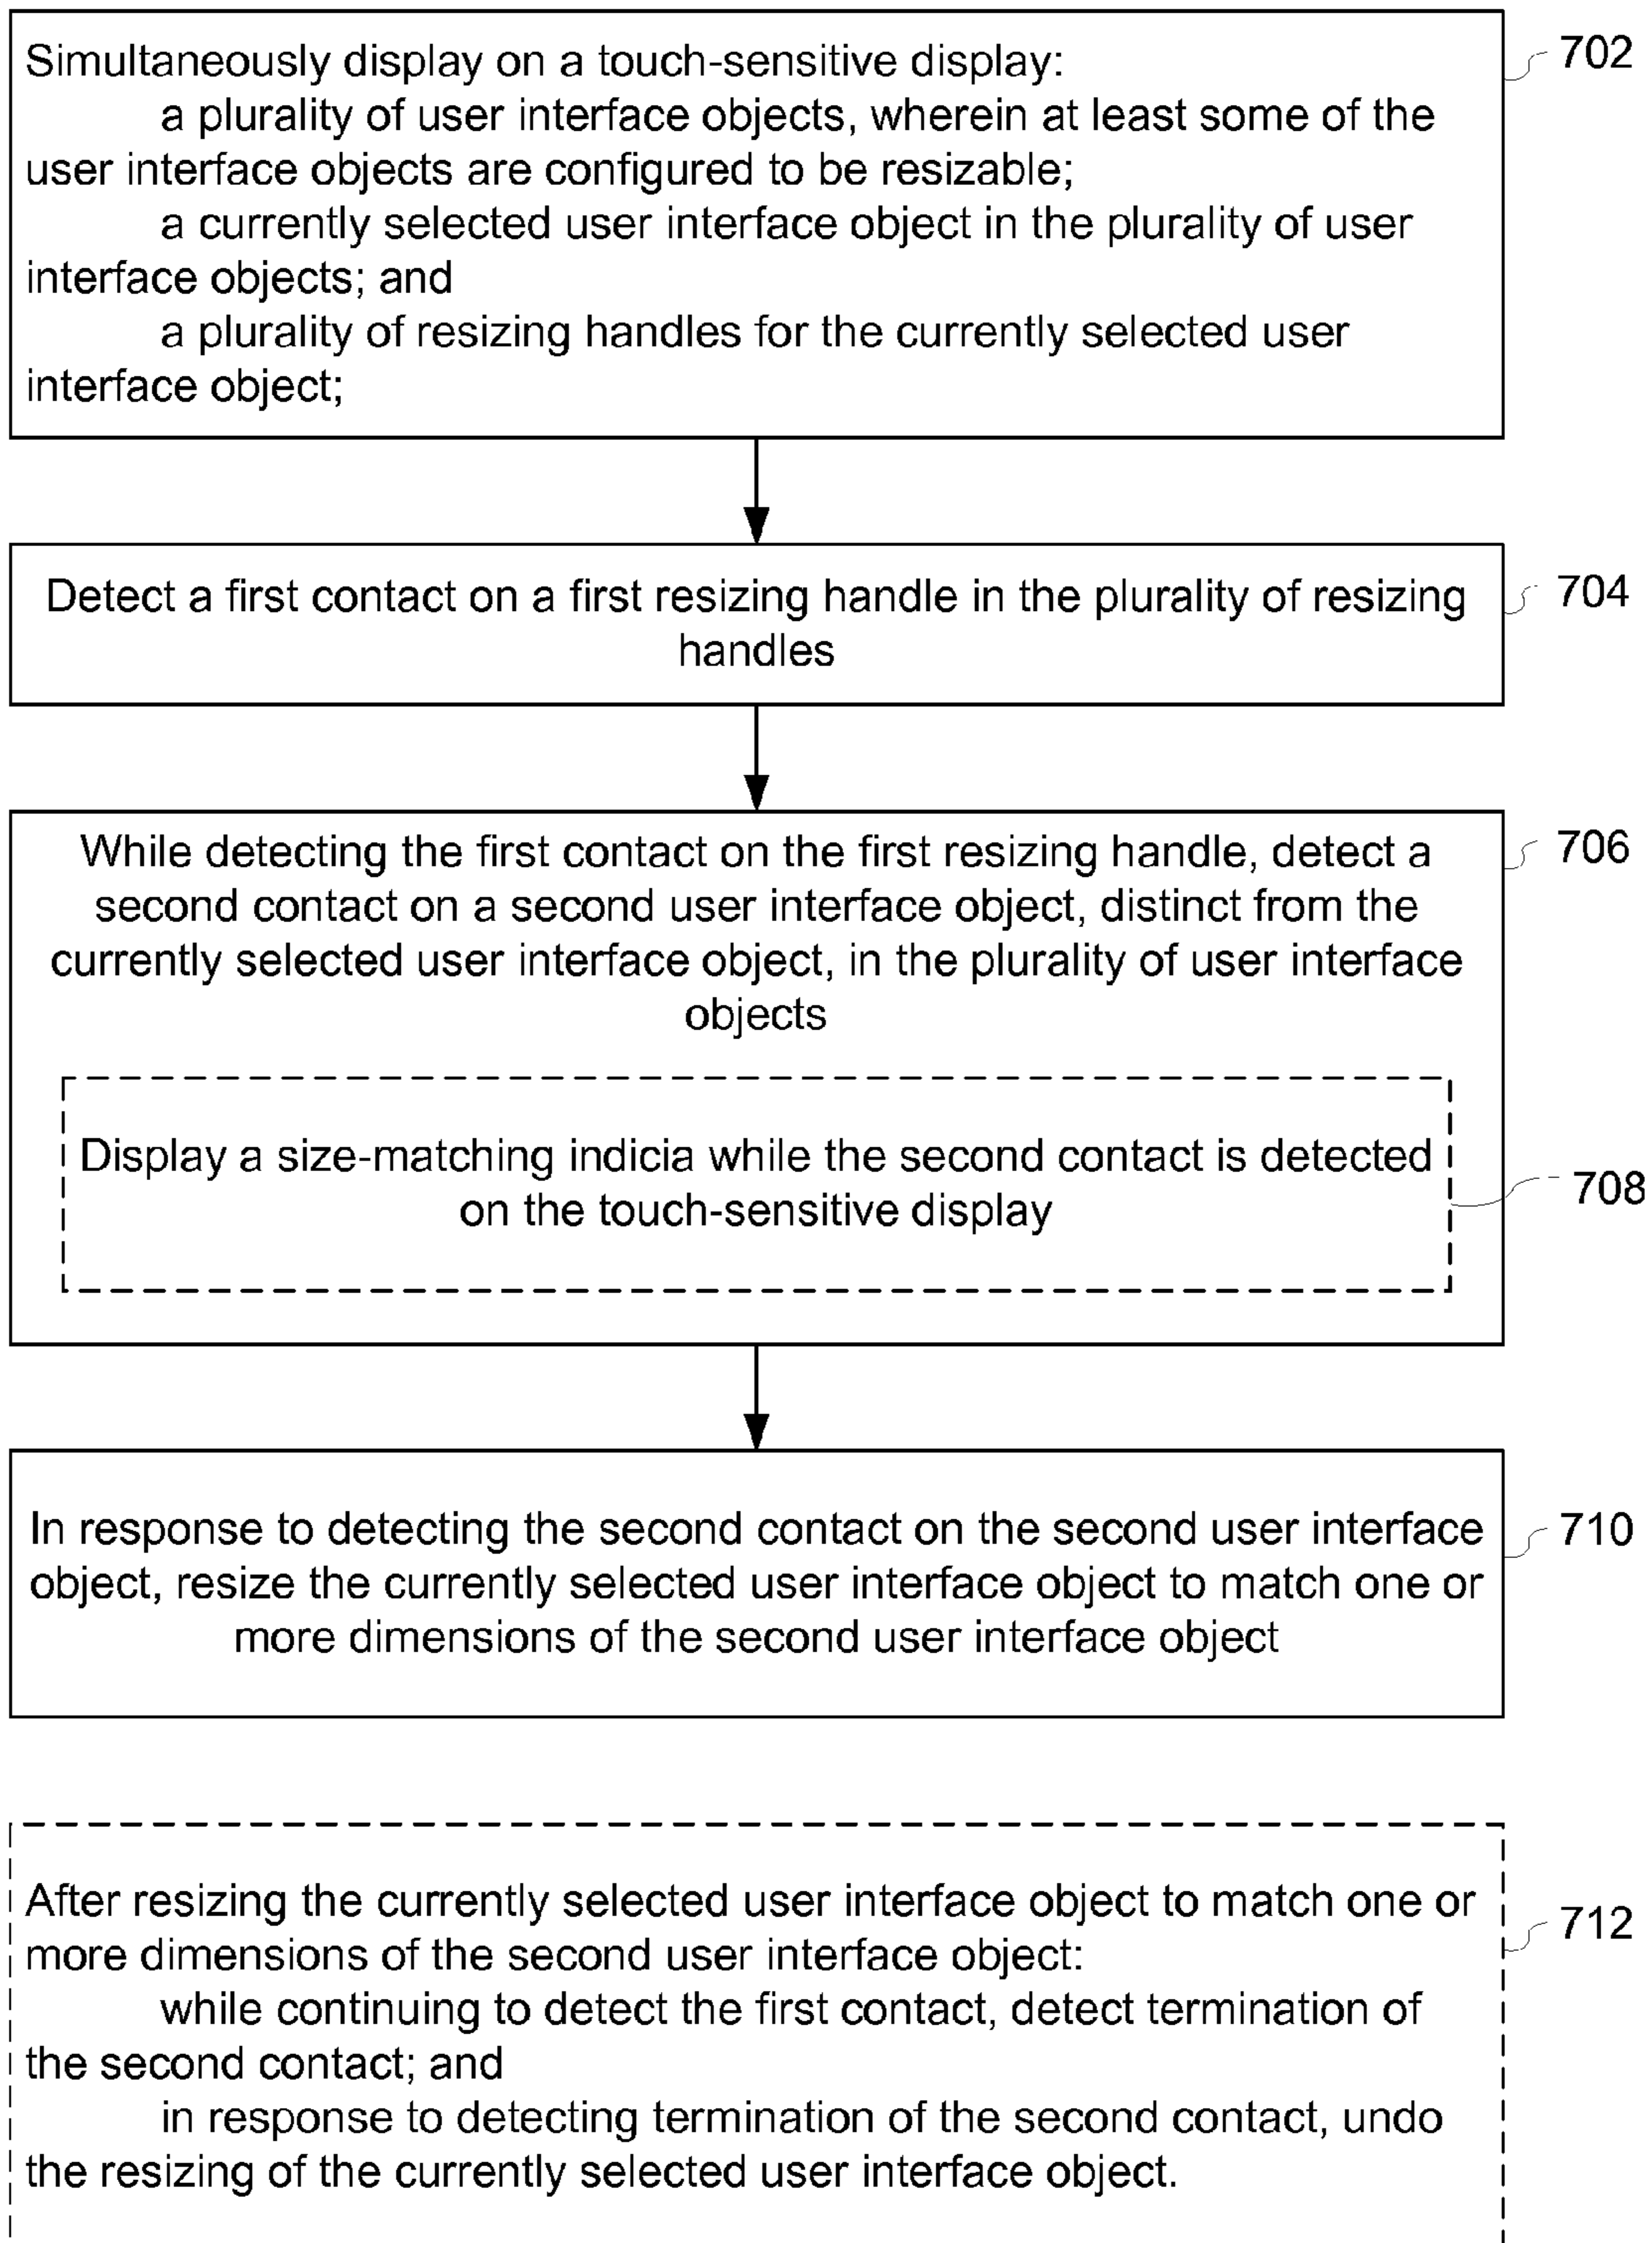 Simultaneously display on a touch-sensitive display:
702
a plurality of user interface objects, wherein at least some of the
user interface objects are configured to be resizable;
a currently selected user interface object in the plurality of user
interface objects; and
a plurality of resizing handles for the currently selected user
interface object;
Detect a first contact on a first resizing handle in the plurality of resizing
704
handles
While detecting the first contact on the first resizing handle, detect a
706
second contact on a second user interface object, distinct from the
currently selected user interface object, in the plurality of user interface
objects
Display a size-matching indicia while the second contact is detected
708
on the touch-sensitive display
In response to detecting the second contact on the second user interface
710
object, resize the currently selected user interface object to match one or
more dimensions of the second user interface object
After resizing the currently selected user interface object to match one or
712
more dimensions of the second user interface object:
while continuing to detect the first contact, detect termination of
the second contact; and
in response to detecting termination of the second contact, undo
the resizing of the currently selected user interface object.